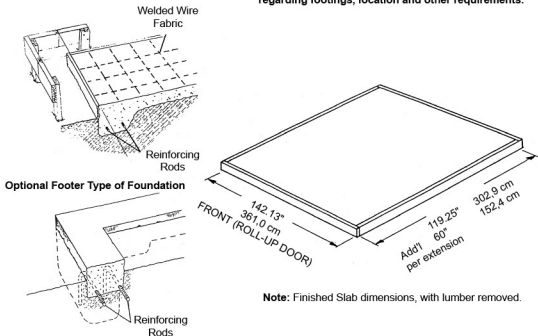 regarding footings, location and other requirements.
Welded Wire
Fabric
Reinforcing
Rods
Optional Footer Type of Foundation
Reinforcing
Rods
142.13"
361,0 cm
FRONT (ROLL-UP DOOR)
119.25" 302,9 cm
Add'l 60" 152,4 cm
per extension
Note: Finished Slab dimensions, with lumber removed.